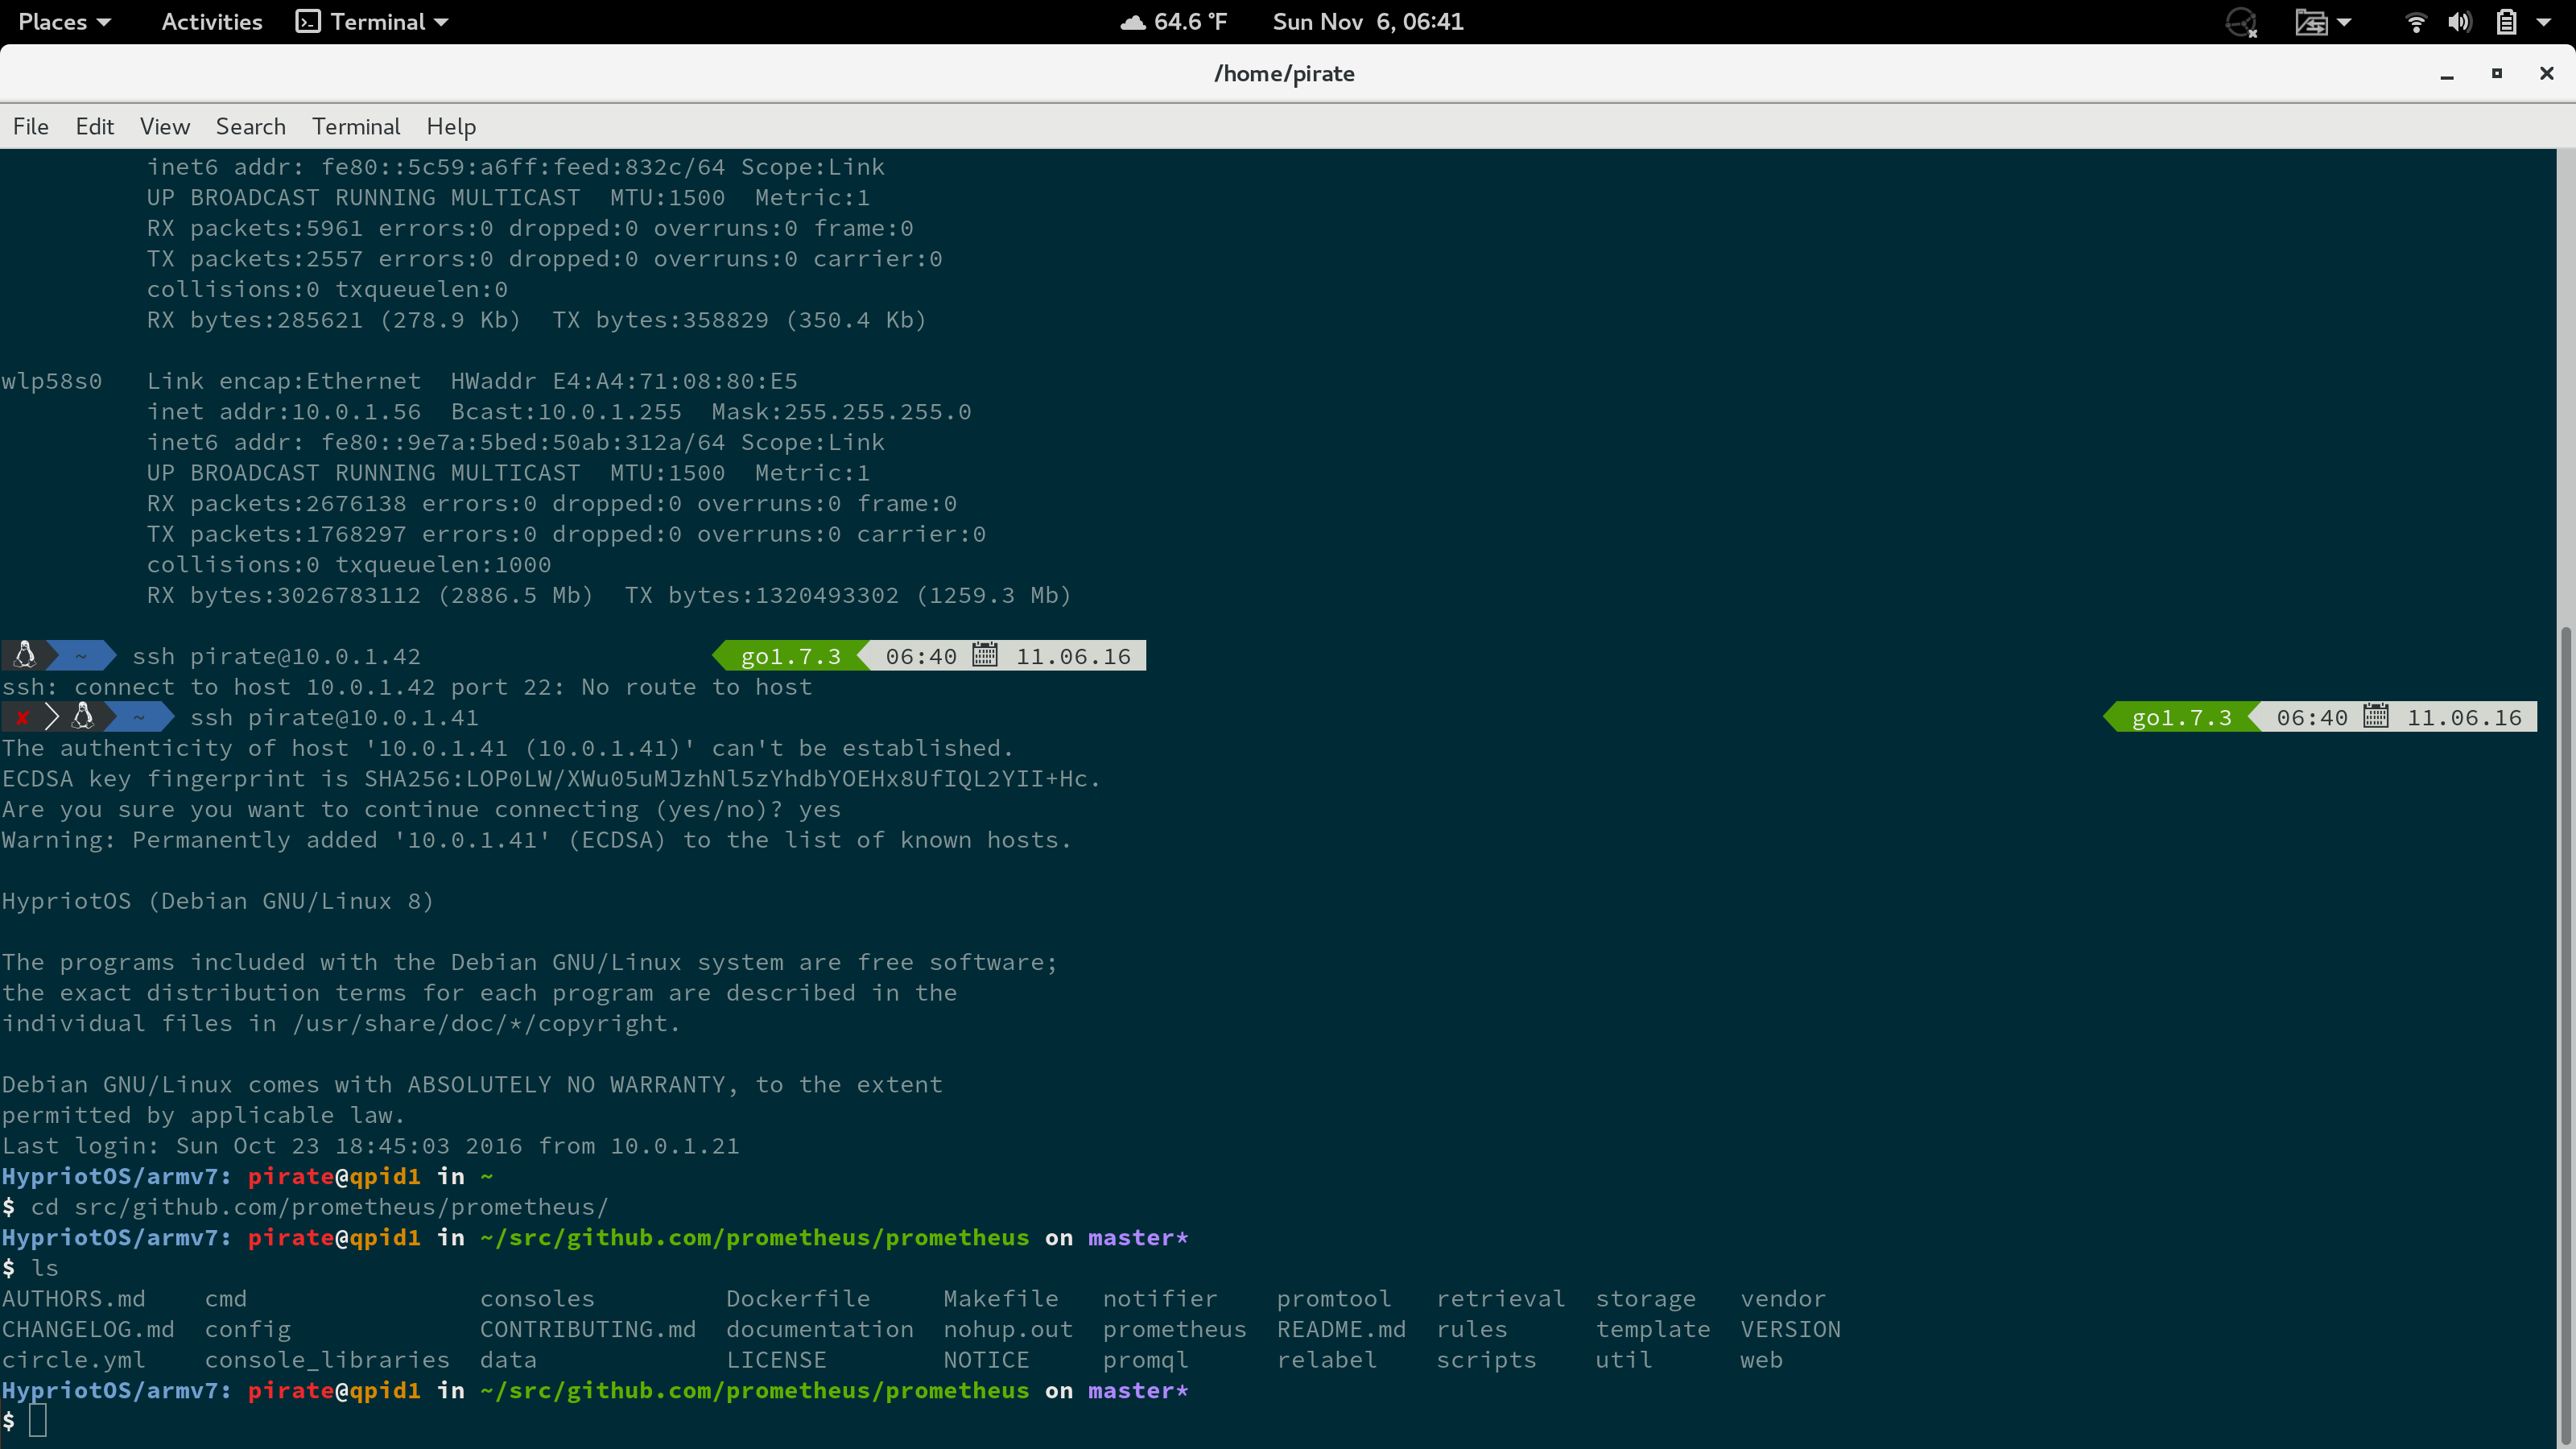 Places Activities Terminal 64.6 °F Sun Nov 6, 06:41
/home/pirate
File Edit View Search Terminal Help
inet6 addr: fe80::5c59:a6ff:feed:832c/64 Scope:Link
UP BROADCAST RUNNING MULTICAST  MTU:1500  Metric:1
RX packets:5961 errors:0 dropped:0 overruns:0 frame:0
TX packets:2557 errors:0 dropped:0 overruns:0 carrier:0
collisions:0 txqueuelen:0
RX bytes:285621 (278.9 Kb)  TX bytes:358829 (350.4 Kb)
wlp58s0   Link encap:Ethernet  HWaddr E4:A4:71:08:80:E5
inet addr:10.0.1.56  Bcast:10.0.1.255  Mask:255.255.255.0
inet6 addr: fe80::9e7a:5bed:50ab:312a/64 Scope:Link
UP BROADCAST RUNNING MULTICAST  MTU:1500  Metric:1
RX packets:2676138 errors:0 dropped:0 overruns:0 frame:0
TX packets:1768297 errors:0 dropped:0 overruns:0 carrier:0
collisions:0 txqueuelen:1000
RX bytes:3026783112 (2886.5 Mb)  TX bytes:1320493302 (1259.3 Mb)
~ ssh pirate@10.0.1.42 go1.7.3 06:40 11.06.16
ssh: connect to host 10.0.1.42 port 22: No route to host
✘ ~ ssh pirate@10.0.1.41 go1.7.3 06:40 11.06.16
The authenticity of host '10.0.1.41 (10.0.1.41)' can't be established.
ECDSA key fingerprint is SHA256:LOP0LW/XWu05uMJzhNl5zYhdbYOEHx8UfIQL2YII+Hc.
Are you sure you want to continue connecting (yes/no)? yes
Warning: Permanently added '10.0.1.41' (ECDSA) to the list of known hosts.
HypriotOS (Debian GNU/Linux 8)
The programs included with the Debian GNU/Linux system are free software;
the exact distribution terms for each program are described in the
individual files in /usr/share/doc/*/copyright.
Debian GNU/Linux comes with ABSOLUTELY NO WARRANTY, to the extent
permitted by applicable law.
Last login: Sun Oct 23 18:45:03 2016 from 10.0.1.21
HypriotOS/armv7: pirate@qpid1 in ~
$ cd src/github.com/prometheus/prometheus/
HypriotOS/armv7: pirate@qpid1 in ~/src/github.com/prometheus/prometheus on master*
$ ls
AUTHORS.md    cmd                consoles         Dockerfile     Makefile   notifier    promtool   retrieval  storage   vendor
CHANGELOG.md  config             CONTRIBUTING.md  documentation  nohup.out  prometheus  README.md  rules      template  VERSION
circle.yml    console_libraries  data             LICENSE        NOTICE     promql      relabel    scripts    util      web
HypriotOS/armv7: pirate@qpid1 in ~/src/github.com/prometheus/prometheus on master*
$